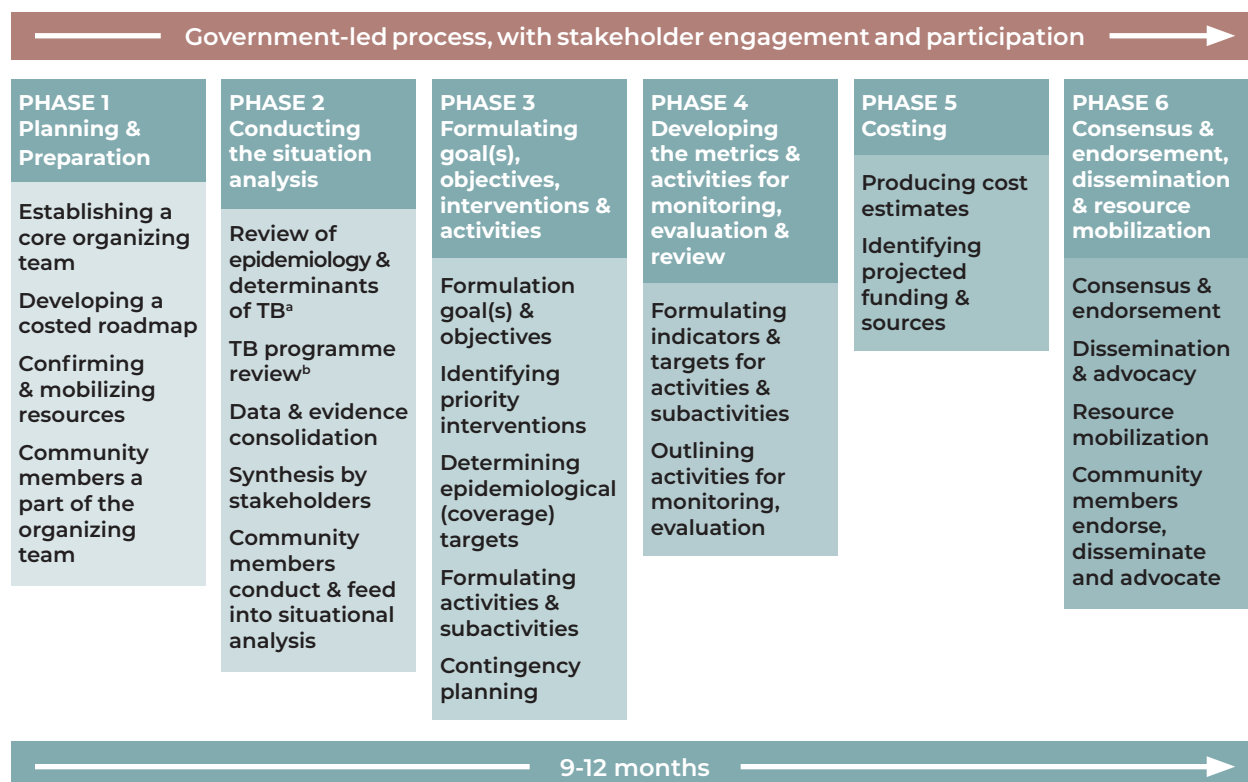 Government-led process, with stakeholder engagement and participation
PHASE 1
Planning &
Preparation
Establishing a
core organizing
team
Developing a
costed roadmap
Confirming
& mobilizing
resources
Community
members a
part of the
organizing
team
PHASE 2
Conducting
the situation
analysis
Review of
epidemiology &
determinants
of TBᵃ
TB programme
reviewᵇ
Data & evidence
consolidation
Synthesis by
stakeholders
Community
members
conduct & feed
into situational
analysis
PHASE 3
Formulating
goal(s),
objectives,
interventions &
activities
Formulation
goal(s) &
objectives
Identifying
priority
interventions
Determining
epidemiological
(coverage)
targets
Formulating
activities &
subactivities
Contingency
planning
PHASE 4
Developing
the metrics &
activities for
monitoring,
evaluation &
review
Formulating
indicators &
targets for
activities &
subactivities
Outlining
activities for
monitoring,
evaluation
PHASE 5
Costing
Producing cost
estimates
Identifying
projected
funding &
sources
PHASE 6
Consensus &
endorsement,
dissemination
& resource
mobilization
Consensus &
endorsement
Dissemination
& advocacy
Resource
mobilization
Community
members
endorse,
disseminate
and advocate
9-12 months